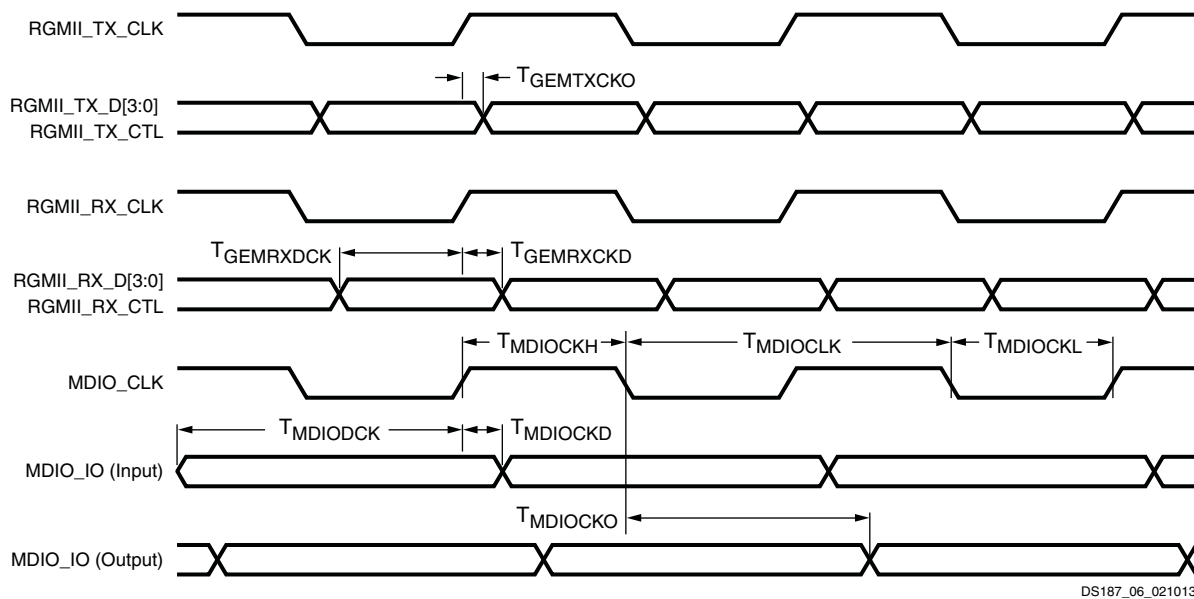 RGMII_TX_CLK
TGEMTXCKO
RGMII_TX_D[3:0]
RGMII_TX_CTL
RGMII_RX_CLK
TGEMRXDCK
TGEMRXCKD
RGMII_RX_D[3:0]
RGMII_RX_CTL
TMDIOCKH
TMDIOCLK
TMDIOCKL
MDIO_CLK
TMDIODCK
TMDIOCKD
MDIO_IO (Input)
TMDIOCKO
MDIO_IO (Output)
DS187_06_021013